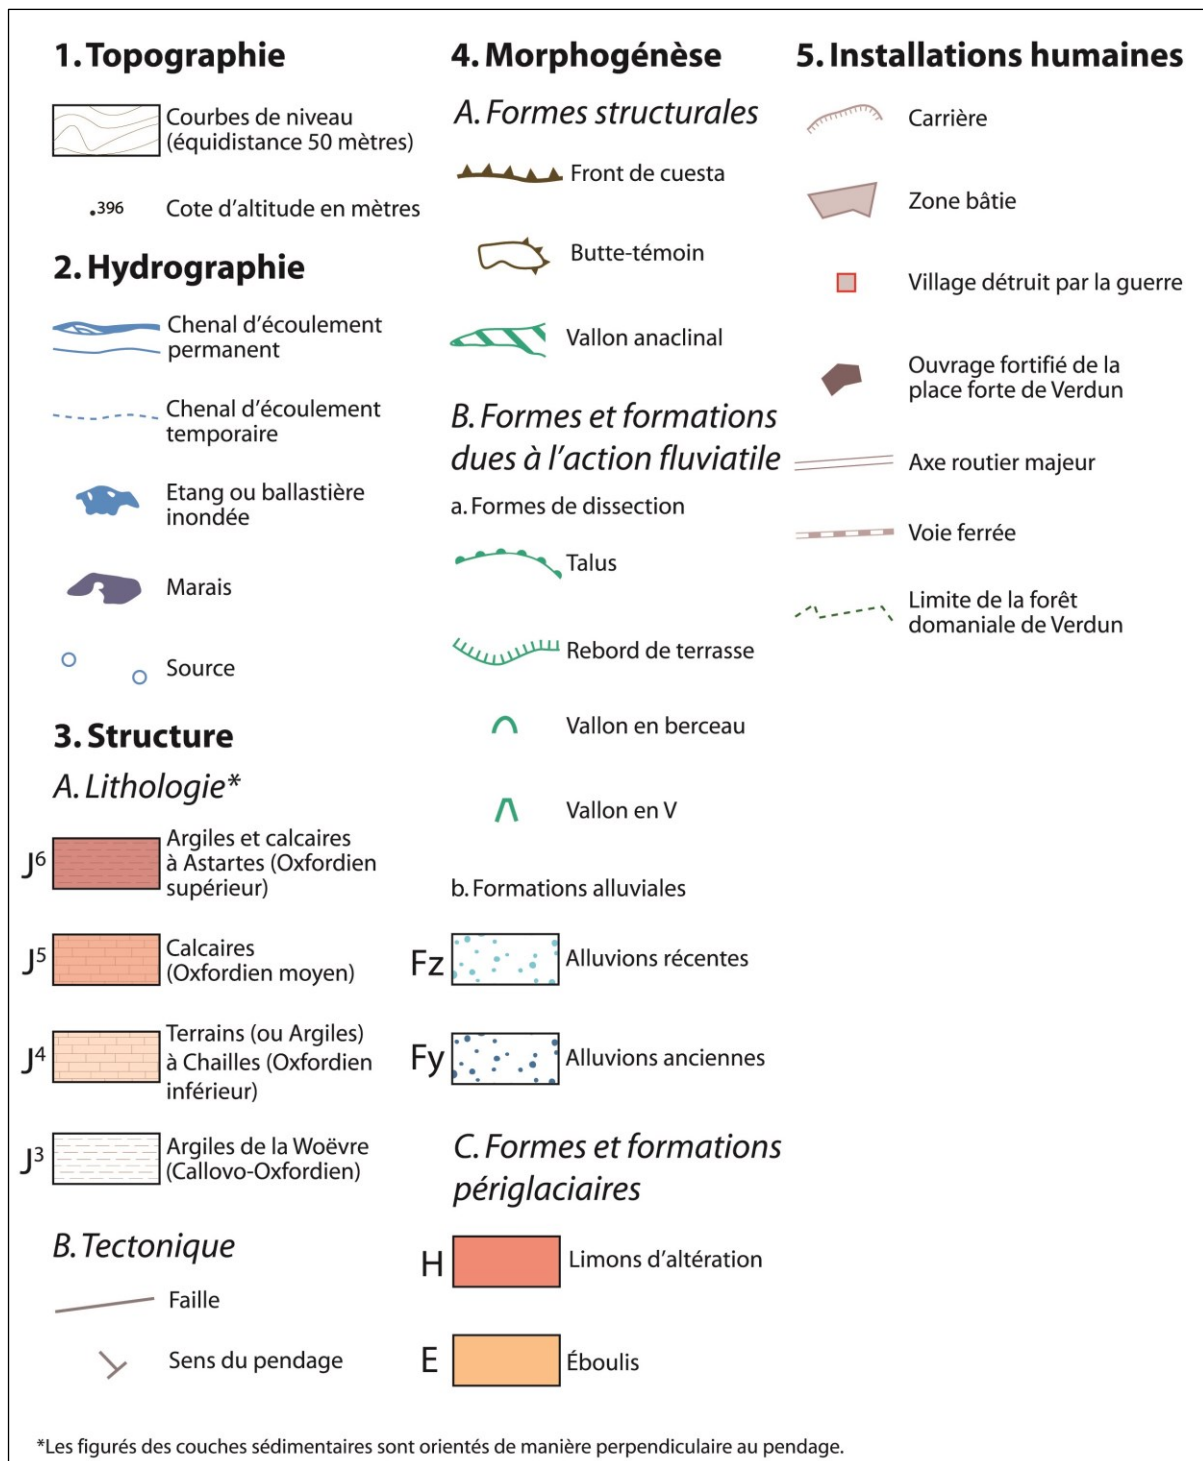 1. Topographie
Courbes de niveau
(équidistance 50 mètres)
.396
Cote d'altitude en mètres
2. Hydrographie
Chenal d'écoulement
permanent
Chenal d'écoulement
temporaire
Etang ou ballastière
inondée
Marais
Source
3. Structure
A. Lithologie*
J6
Argiles et calcaires
à Astartes (Oxfordien
supérieur)
J5
Calcaires
(Oxfordien moyen)
J4
Terrains (ou Argiles)
à Chailles (Oxfordien
inférieur)
J3
Argiles de la Woëvre
(Callovo-Oxfordien)
B. Tectonique
Faille
Sens du pendage
4. Morphogénèse
A. Formes structurales
Front de cuesta
Butte-témoin
Vallon anaclinal
B. Formes et formations
dues à l'action fluviatile
a. Formes de dissection
Talus
Rebord de terrasse
Vallon en berceau
Vallon en V
b. Formations alluviales
Fz
Alluvions récentes
Fy
Alluvions anciennes
C. Formes et formations
périglaciaires
H
Limons d'altération
E
Éboulis
5. Installations humaines
Carrière
Zone bâtie
Village détruit par la guerre
Ouvrage fortifié de la
place forte de Verdun
Axe routier majeur
Voie ferrée
Limite de la forêt
domaniale de Verdun
*Les figurés des couches sédimentaires sont orientés de manière perpendiculaire au pendage.